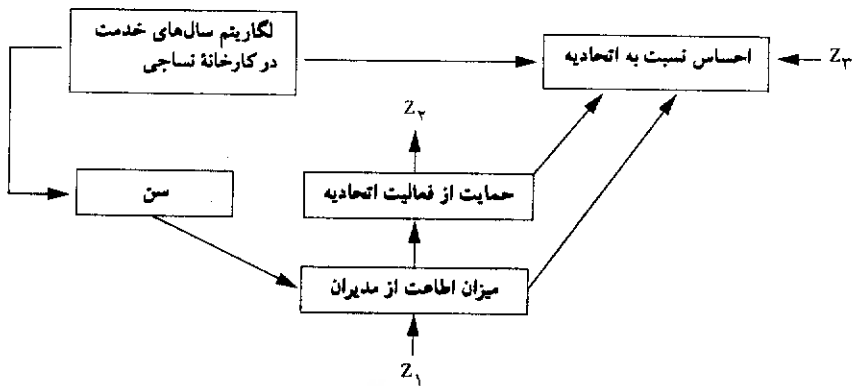 لگاریتم سال‌های خدمت
در کارخانهٔ نساجی
احساس نسبت به اتحادیه
Z۳
Z۲
حمایت از فعالیت اتحادیه
سن
میزان اطاعت از مدیران
Z۱